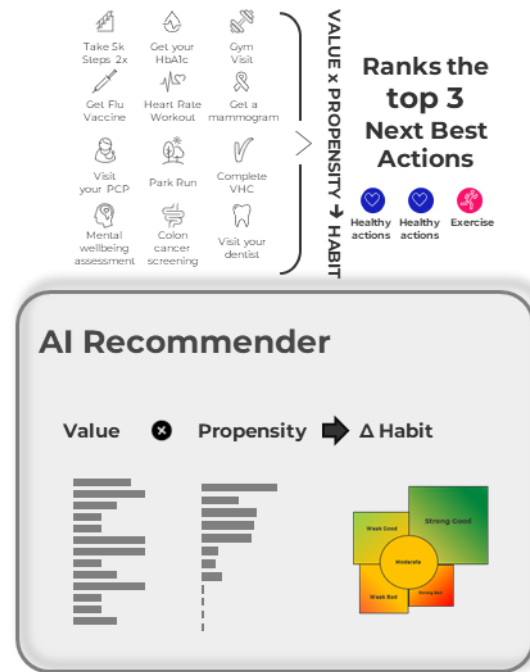 Take 5k
Steps 2x
Get your
HbA1c
Gym
Visit
Get Flu
Vaccine
Heart Rate
Workout
Get a
mammogram
Visit
your PCP
Park Run
Complete
VHC
Mental
wellbeing
assessment
Colon
cancer
screening
Visit your
dentist
VALUE x PROPENSITY → HABIT
Ranks the
top 3
Next Best
Actions
Healthy
actions
Healthy
actions
Exercise
AI Recommender
Value
Propensity
Δ Habit
Weak Good
Strong Good
Moderate
Weak Bad
Strong Bad